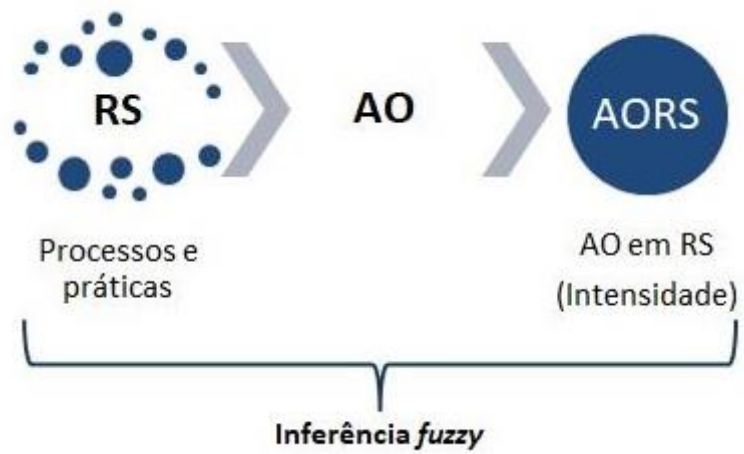 RS
AO
AORS
Processos e
práticas
AO em RS
(Intensidade)
Inferência fuzzy